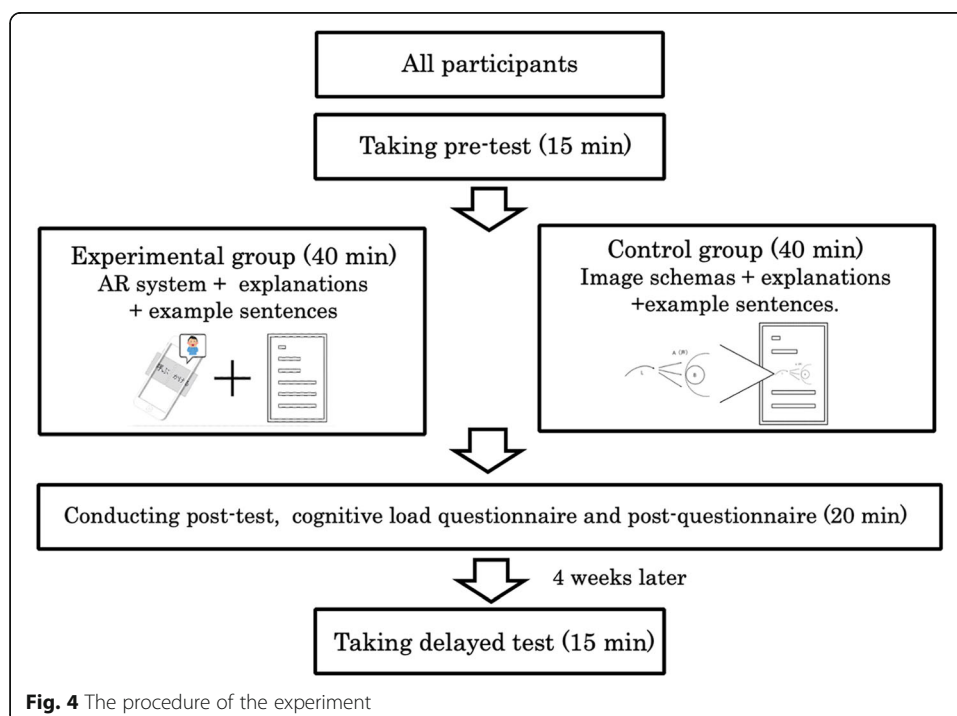 All participants
Taking pre-test (15 min)
Experimental group (40 min)
AR system + explanations
+ example sentences
Control group (40 min)
Image schemas + explanations
+example sentences.
+
Conducting post-test, cognitive load questionnaire and post-questionnaire (20 min)
4 weeks later
Taking delayed test (15 min)
Fig. 4 The procedure of the experiment